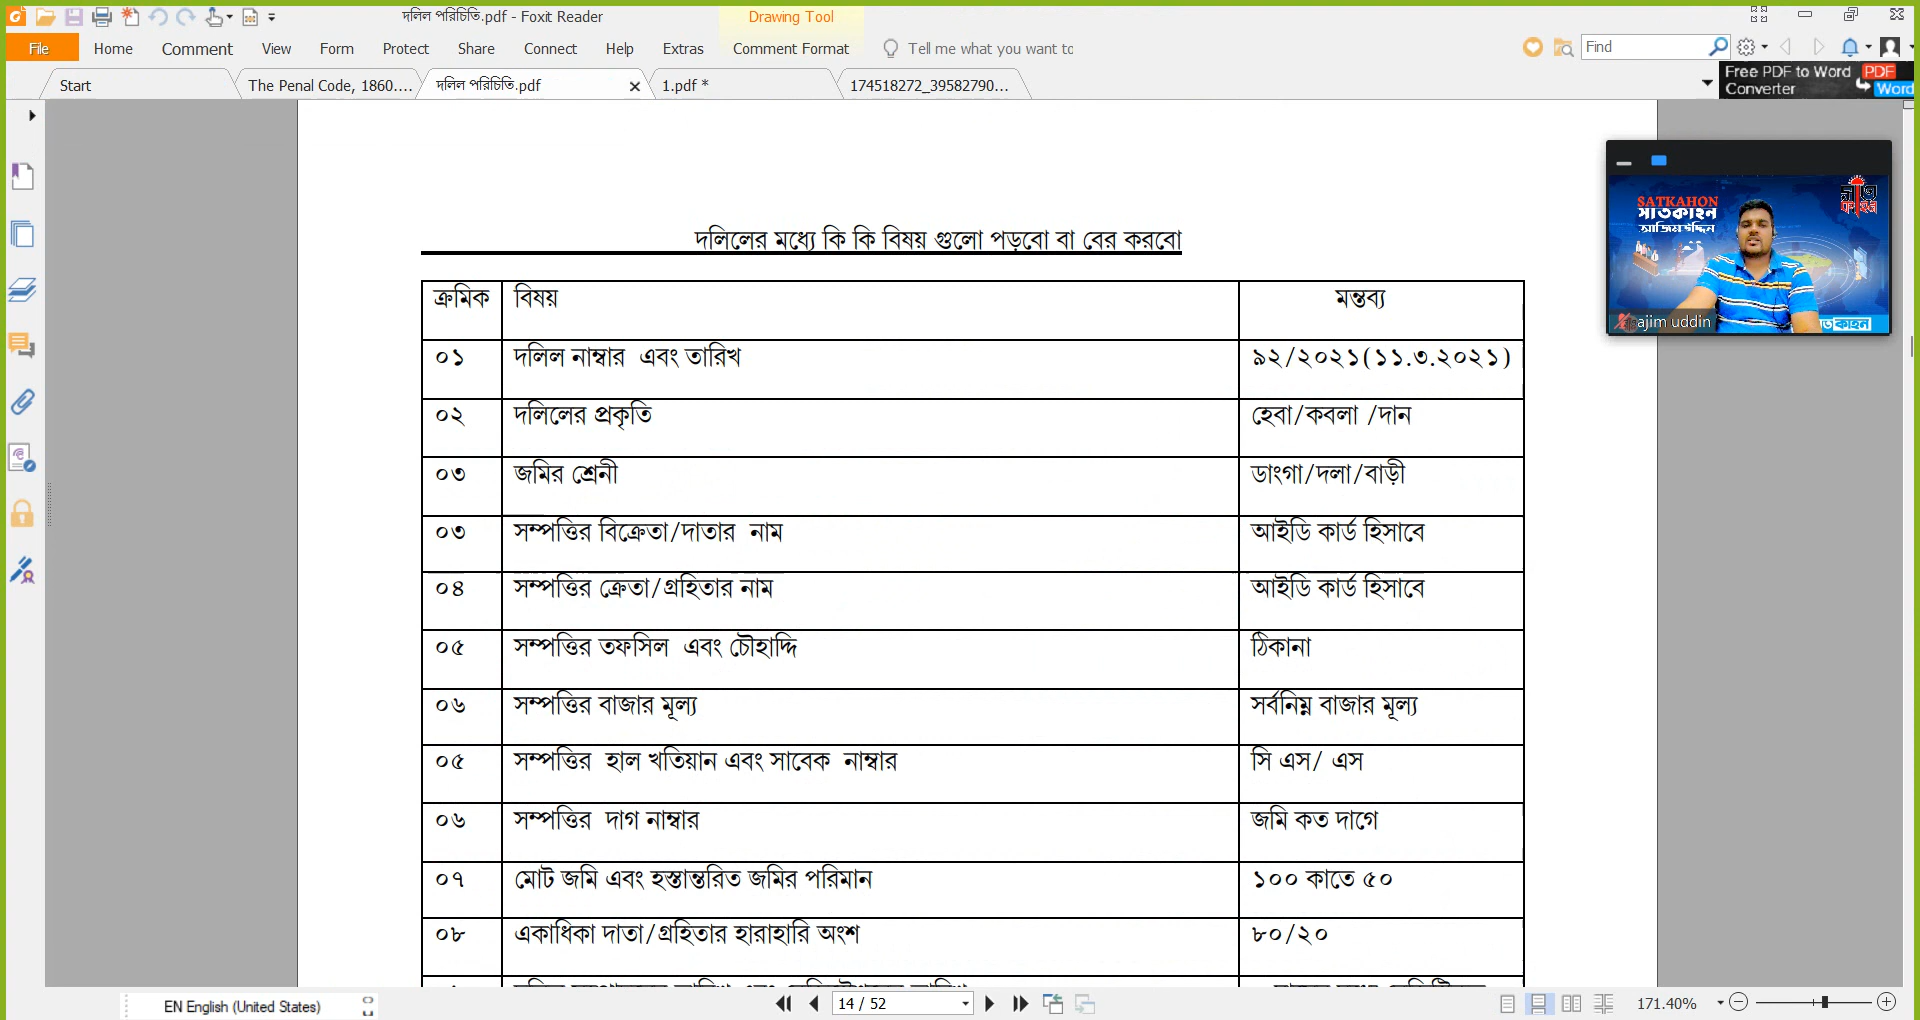 দলিল পরিচিতি.pdf - Foxit Reader
Drawing Tool
File Home Comment View Form Protect Share Connect Help Extras Comment Format Tell me what you want to Find
Start The Penal Code, 1860.... দলিল পরিচিতি.pdf 1.pdf * 174518272_39582790...
Free PDF to Word Converter PDF Word
দলিলের মধ্যে কি কি বিষয় গুলো পড়বো বা বের করবো
ক্রমিক বিষয় মন্তব্য
০১ দলিল নাম্বার এবং তারিখ ৯২/২০২১(১১.৩.২০২১)
০২ দলিলের প্রকৃতি হেবা/কবলা /দান
০৩ জমির শ্রেনী ডাংগা/দলা/বাড়ী
০৩ সম্পত্তির বিক্রেতা/দাতার নাম আইডি কার্ড হিসাবে
০৪ সম্পত্তির ক্রেতা/গ্রহিতার নাম আইডি কার্ড হিসাবে
০৫ সম্পত্তির তফসিল এবং চৌহাদ্দি ঠিকানা
০৬ সম্পত্তির বাজার মূল্য সর্বনিম্ন বাজার মূল্য
০৫ সম্পত্তির হাল খতিয়ান এবং সাবেক নাম্বার সি এস/ এস
০৬ সম্পত্তির দাগ নাম্বার জমি কত দাগে
০৭ মোট জমি এবং হস্তান্তরিত জমির পরিমান ১০০ কাতে ৫০
০৮ একাধিকা দাতা/গ্রহিতার হারাহারি অংশ ৮০/২০
SATKAHON
সাতকাহন
আজিম উদ্দিন
ajim uddin
EN English (United States)
14 / 52
171.40%